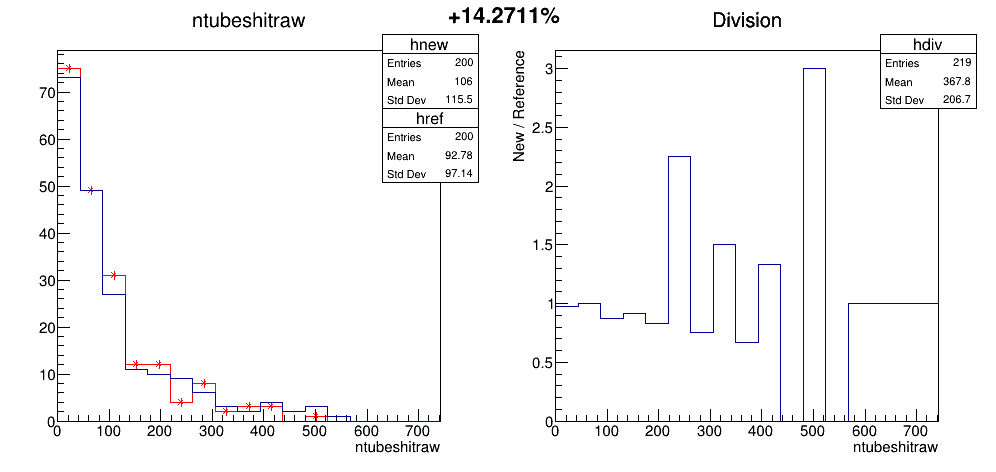 +14.2711%
ntubeshitraw
hnew
Entries 200
Mean 106
Std Dev 115.5
href
Entries 200
Mean 92.78
Std Dev 97.14
70
60
50
40
30
20
10
0
0 100 200 300 400 500 600 700
ntubeshitraw
Division
hdiv
Entries 219
Mean 367.8
Std Dev 206.7
New / Reference
3
2.5
2
1.5
1
0.5
0
0 100 200 300 400 500 600 700
ntubeshitraw